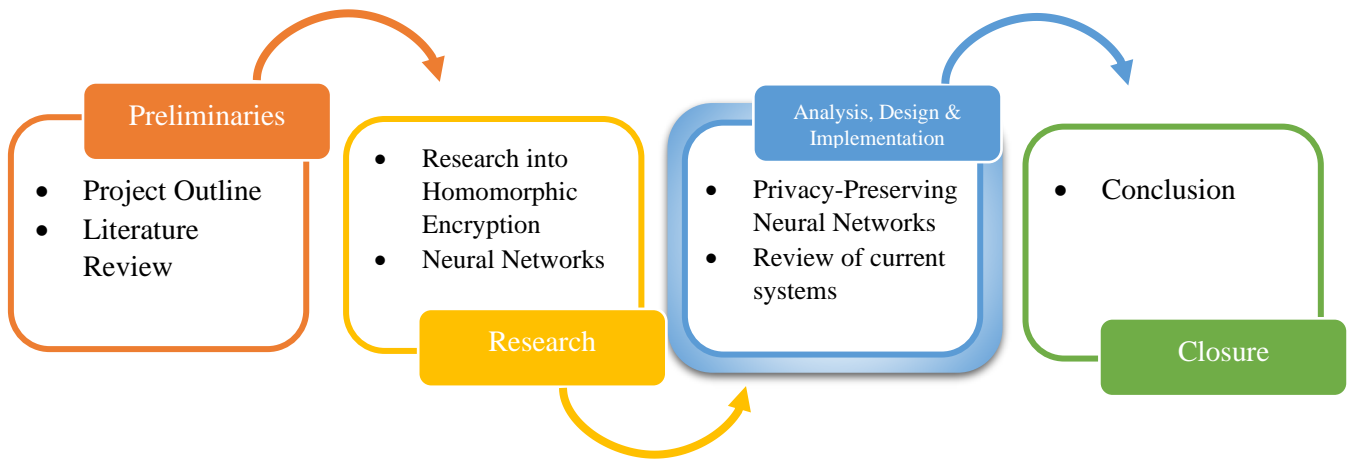 Preliminaries
• Project Outline
• Literature
Review
• Research into
Homomorphic
Encryption
• Neural Networks
Research
Analysis, Design &
Implementation
• Privacy-Preserving
Neural Networks
• Review of current
systems
• Conclusion
Closure